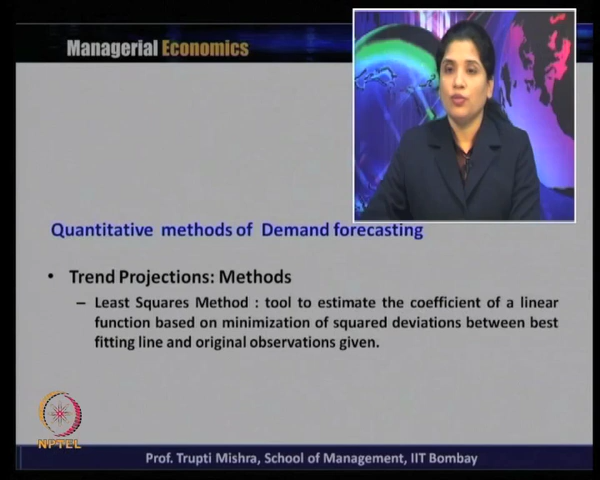 Managerial Economics
Quantitative methods of Demand forecasting
• Trend Projections: Methods
– Least Squares Method : tool to estimate the coefficient of a linear
function based on minimization of squared deviations between best
fitting line and original observations given.
NPTEL
Prof. Trupti Mishra, School of Management, IIT Bombay